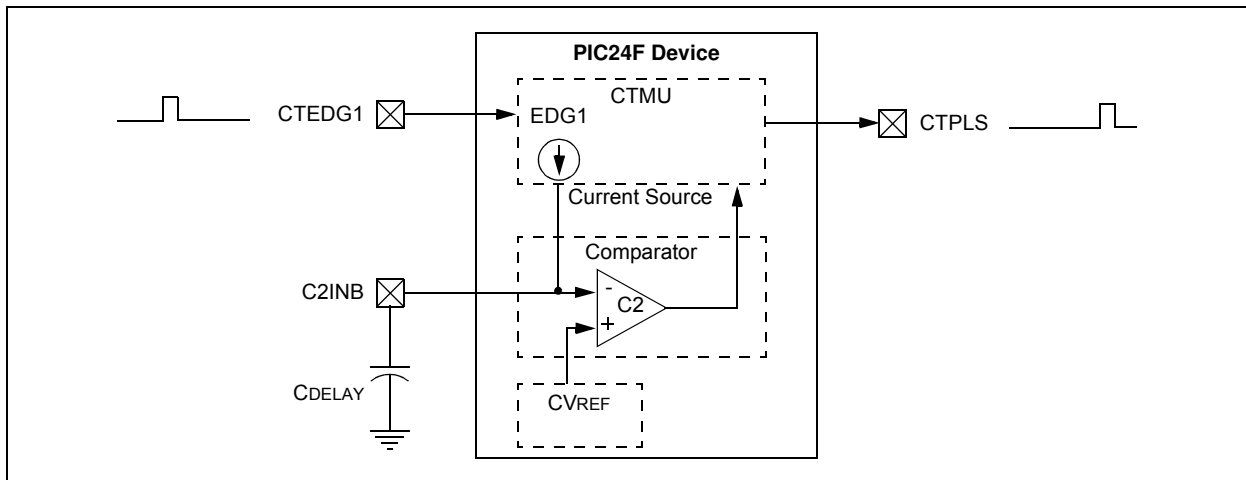 PIC24F Device
CTMU
CTEDG1
EDG1
CTPLS
Current Source
Comparator
C2INB
-
C2
+
CDELAY
CVREF